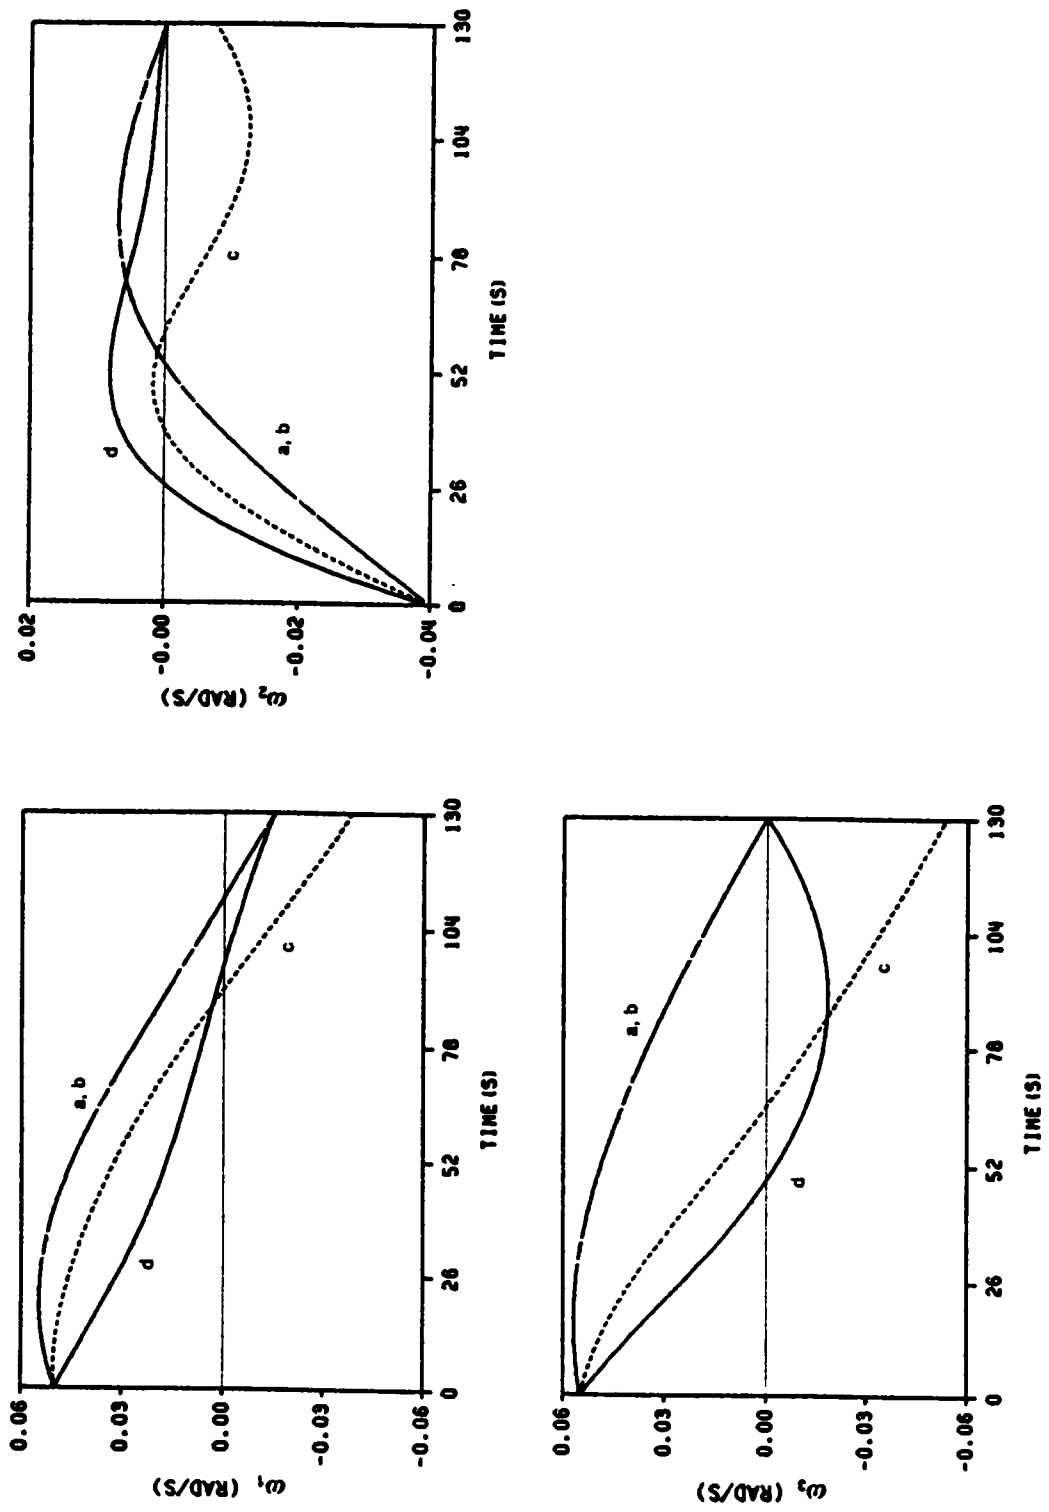 0.06
0.03
0.00
-0.03
-0.06
ω₁ (RAD/S)
a, b
c
d
0
26
52
78
104
130
TIME (S)
0.02
-0.00
-0.02
-0.04
ω₂ (RAD/S)
d
a, b
c
0
26
52
78
104
130
TIME (S)
0.06
0.03
0.00
-0.03
-0.06
ω₃ (RAD/S)
a, b
c
d
0
26
52
78
104
130
TIME (S)